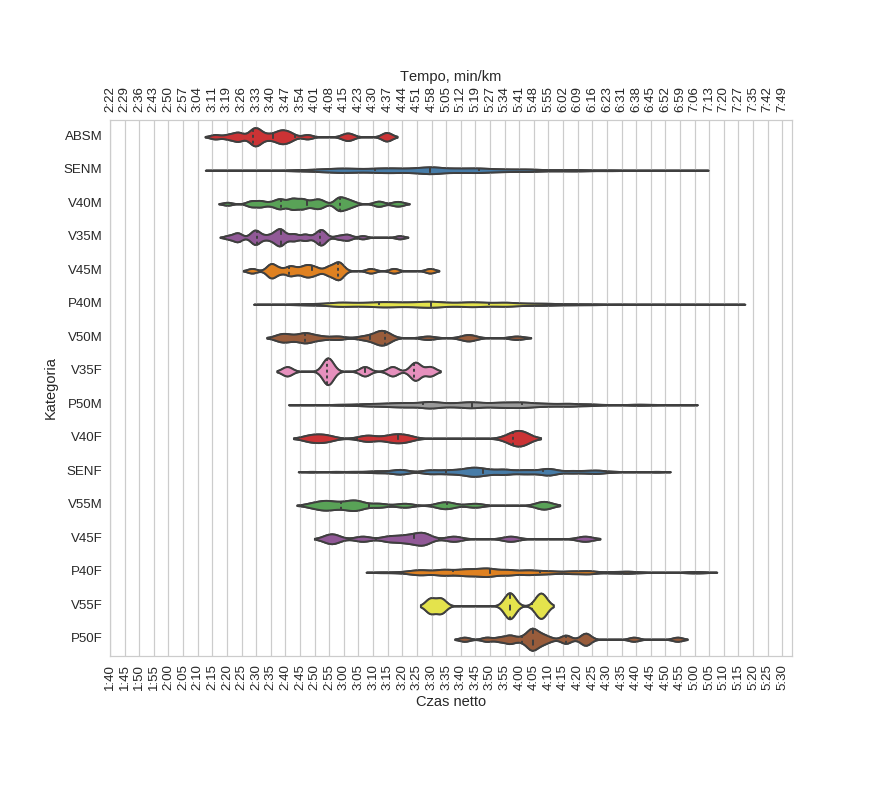 Tempo, min/km
2:22 2:29 2:36 2:43 2:50 2:57 3:04 3:11 3:19 3:26 3:33 3:40 3:47 3:54 4:01 4:08 4:15 4:23 4:30 4:37 4:44 4:51 4:58 5:05 5:12 5:19 5:27 5:34 5:41 5:48 5:55 6:02 6:09 6:16 6:23 6:31 6:38 6:45 6:52 6:59 7:06 7:13 7:20 7:27 7:35 7:42 7:49
ABSM
SENM
V40M
V35M
V45M
P40M
V50M
V35F
P50M
V40F
SENF
V55M
V45F
P40F
V55F
P50F
Kategoria
1:40 1:45 1:50 1:55 2:00 2:05 2:10 2:15 2:20 2:25 2:30 2:35 2:40 2:45 2:50 2:55 3:00 3:05 3:10 3:15 3:20 3:25 3:30 3:35 3:40 3:45 3:50 3:55 4:00 4:05 4:10 4:15 4:20 4:25 4:30 4:35 4:40 4:45 4:50 4:55 5:00 5:05 5:10 5:15 5:20 5:25 5:30
Czas netto